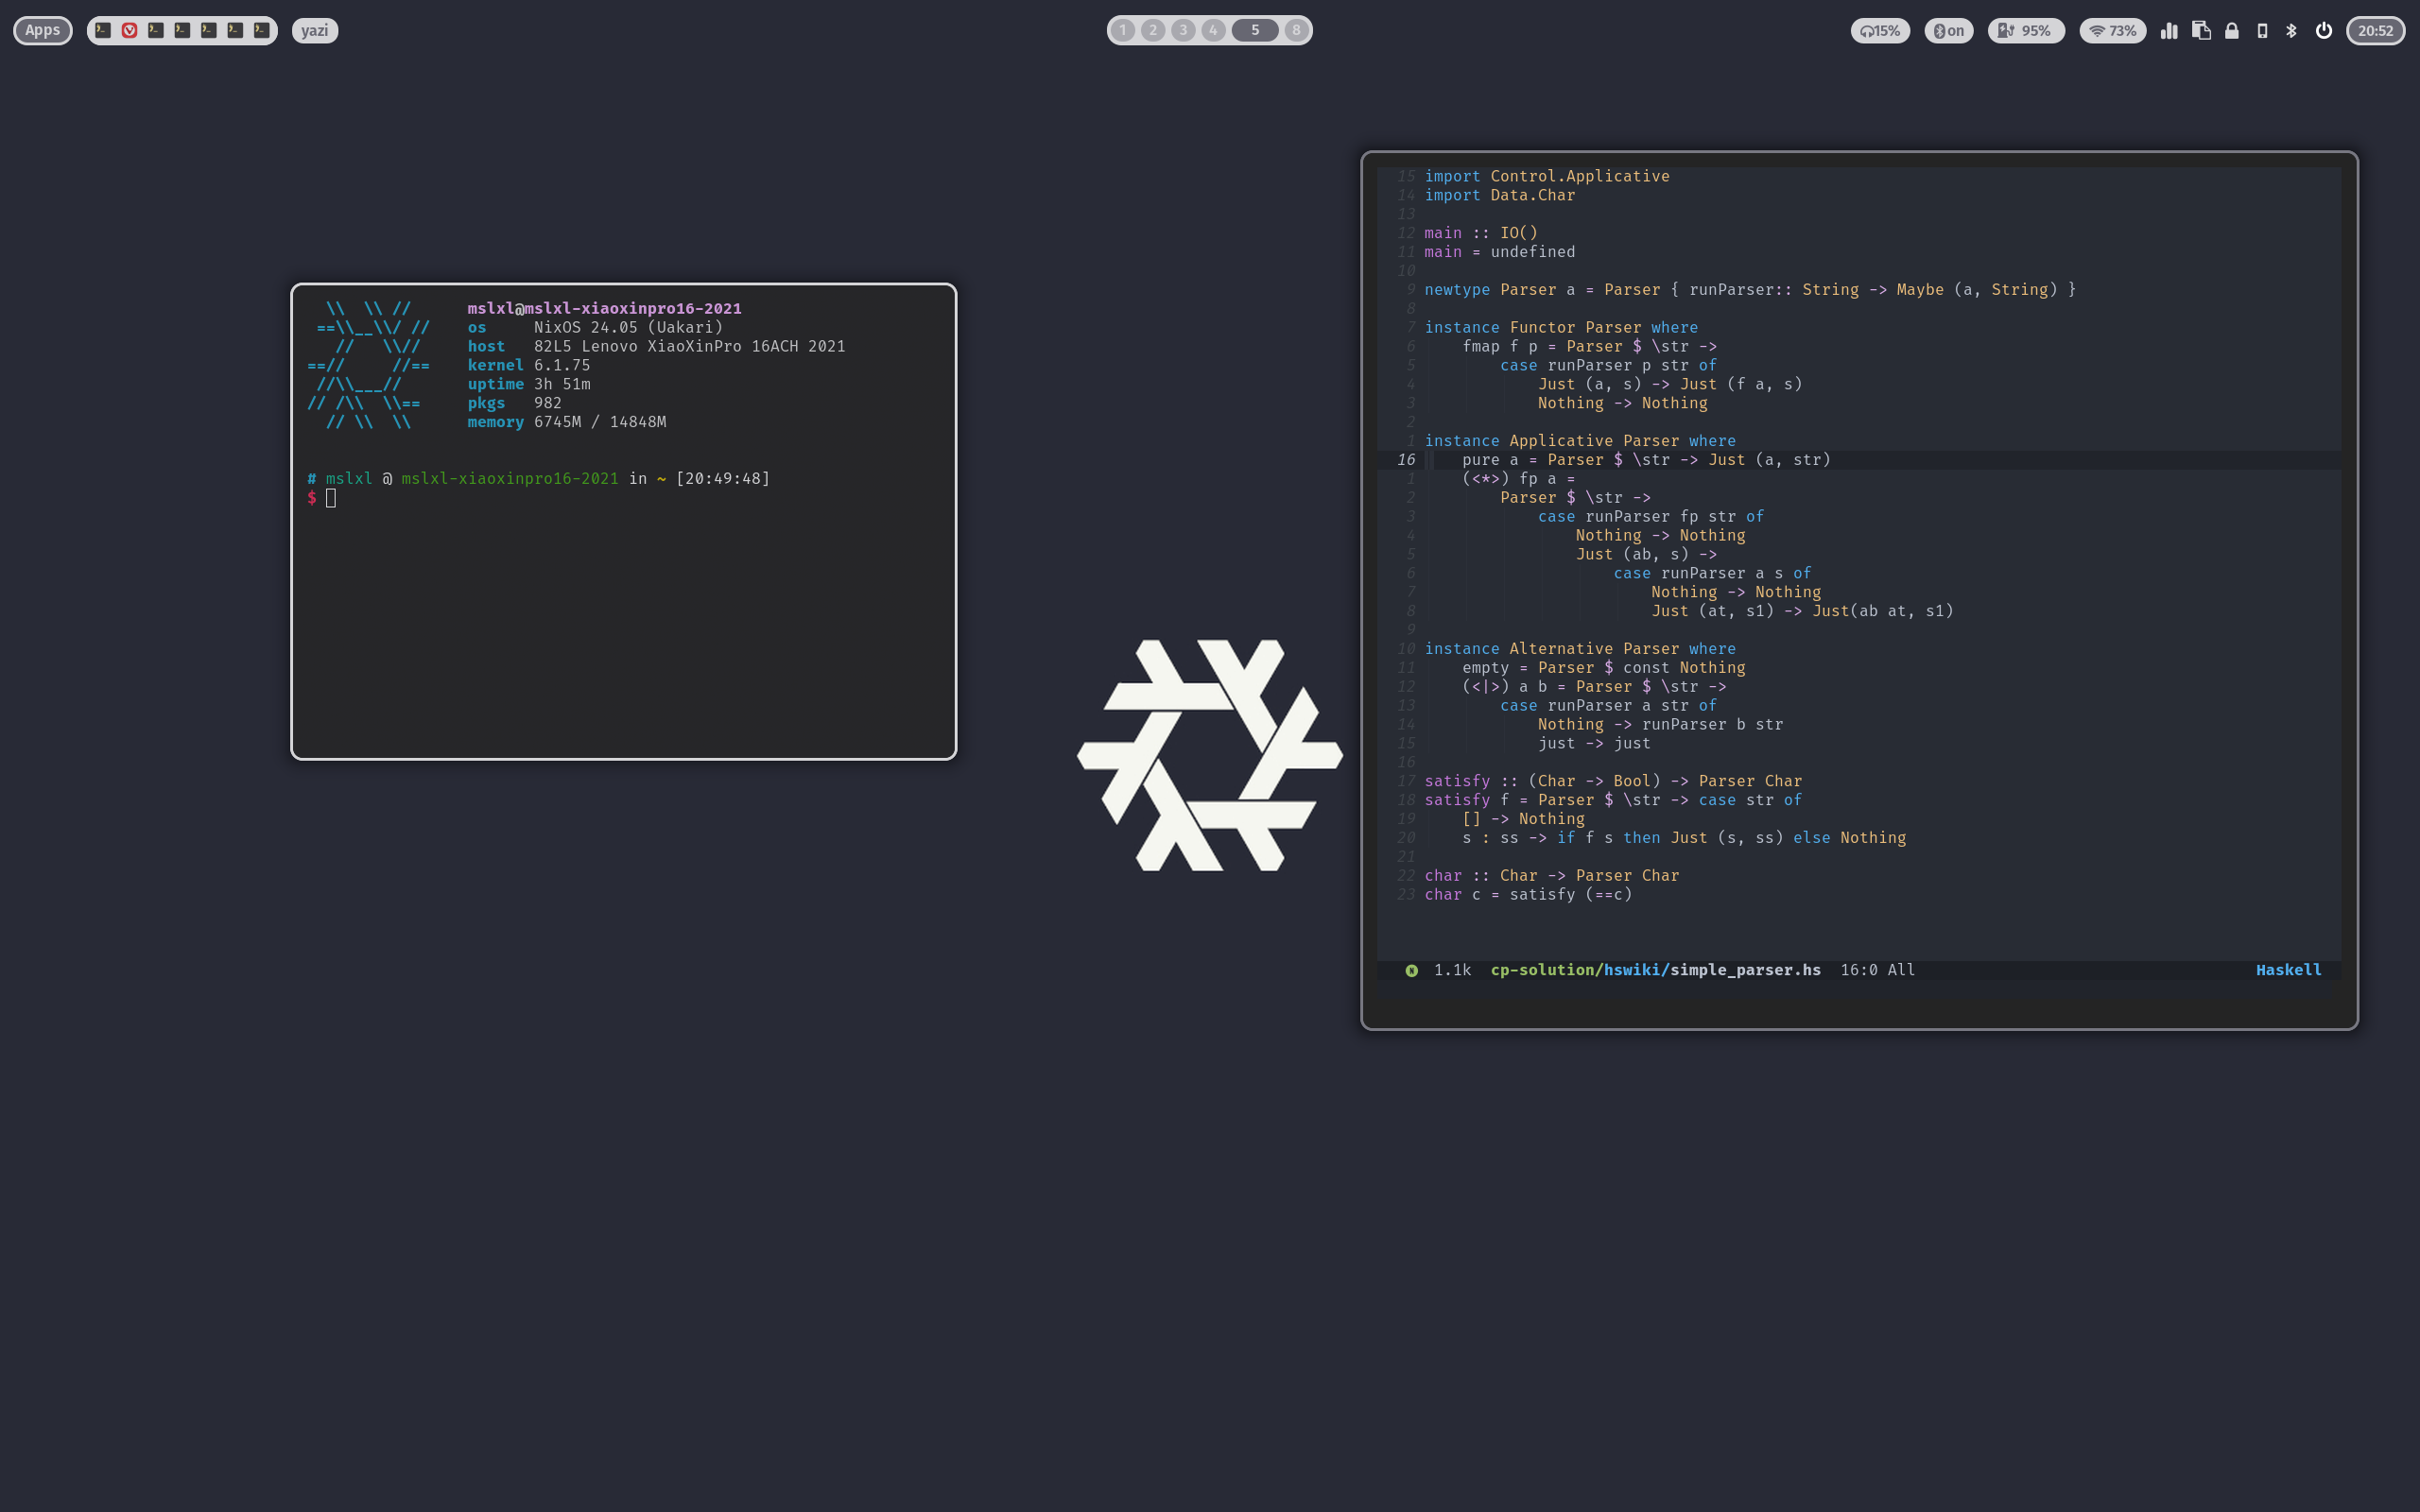 Apps yazi 1 2 3 4 5 8 15% on 95% 73% 20:52
  \\  \\ //      mslxl@mslxl-xiaoxinpro16-2021
 ==\\__\\/ //    os     NixOS 24.05 (Uakari)
   //   \\//     host   82L5 Lenovo XiaoXinPro 16ACH 2021
==//     //==    kernel 6.1.75
 //\\___//       uptime 3h 51m
// /\\  \\==     pkgs   982
  // \\  \\      memory 6745M / 14848M
# mslxl @ mslxl-xiaoxinpro16-2021 in ~ [20:49:48]
$
15 import Control.Applicative
14 import Data.Char
13
12 main :: IO()
11 main = undefined
10
9 newtype Parser a = Parser { runParser:: String -> Maybe (a, String) }
8
7 instance Functor Parser where
6     fmap f p = Parser $ \str ->
5         case runParser p str of
4             Just (a, s) -> Just (f a, s)
3             Nothing -> Nothing
2
1 instance Applicative Parser where
16     pure a = Parser $ \str -> Just (a, str)
1     (<*>) fp a =
2         Parser $ \str ->
3             case runParser fp str of
4                 Nothing -> Nothing
5                 Just (ab, s) ->
6                     case runParser a s of
7                         Nothing -> Nothing
8                         Just (at, s1) -> Just(ab at, s1)
9
10 instance Alternative Parser where
11     empty = Parser $ const Nothing
12     (<|>) a b = Parser $ \str ->
13         case runParser a str of
14             Nothing -> runParser b str
15             just -> just
16
17 satisfy :: (Char -> Bool) -> Parser Char
18 satisfy f = Parser $ \str -> case str of
19     [] -> Nothing
20     s : ss -> if f s then Just (s, ss) else Nothing
21
22 char :: Char -> Parser Char
23 char c = satisfy (==c)
N 1.1k cp-solution/hswiki/simple_parser.hs 16:0 All Haskell